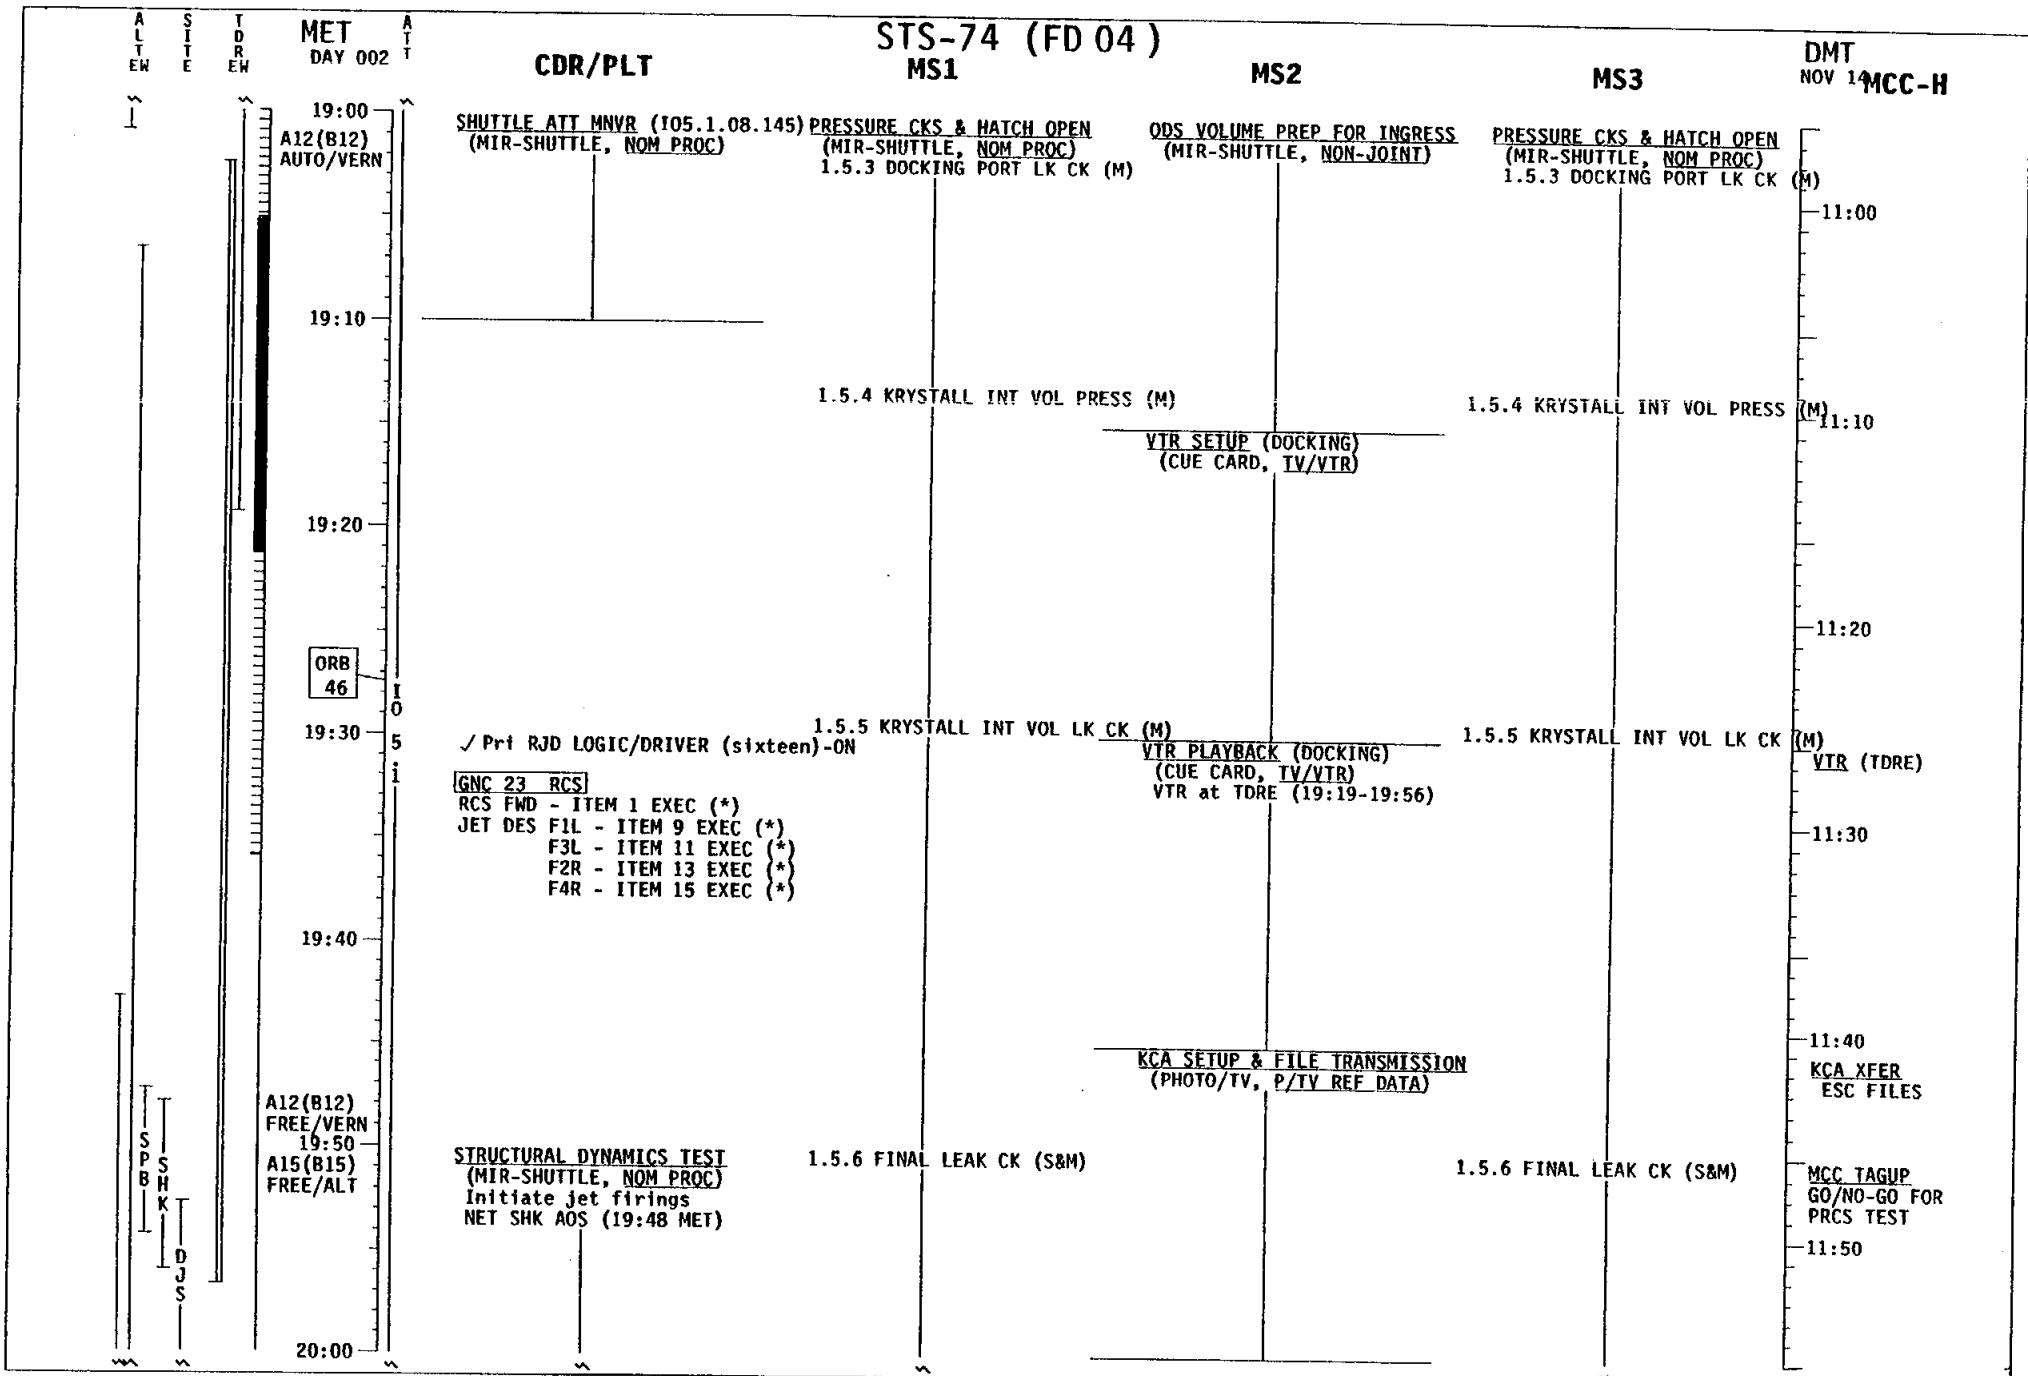 STS-74 (FD 04)
ALT EW
SITE
TDR EW
MET
DAY 002
ATT
CDR/PLT
MS1
MS2
MS3
DMT
NOV 14
MCC-H
19:00
A12(B12)
AUTO/VERN
19:10
19:20
ORB
46
19:30
19:40
A12(B12)
FREE/VERN
19:50
A15(B15)
FREE/ALT
20:00
SPB
SHK
DJS
IO 5 i
SHUTTLE ATT MNVR (IO5.1.08.145)
(MIR-SHUTTLE, NOM PROC)
✓ Pri RJD LOGIC/DRIVER (sixteen)-ON
GNC 23 RCS
RCS FWD - ITEM 1 EXEC (*)
JET DES F1L - ITEM 9 EXEC (*)
F3L - ITEM 11 EXEC (*)
F2R - ITEM 13 EXEC (*)
F4R - ITEM 15 EXEC (*)
STRUCTURAL DYNAMICS TEST
(MIR-SHUTTLE, NOM PROC)
Initiate jet firings
NET SHK AOS (19:48 MET)
PRESSURE CKS & HATCH OPEN
(MIR-SHUTTLE, NOM PROC)
1.5.3 DOCKING PORT LK CK (M)
1.5.4 KRYSTALL INT VOL PRESS (M)
1.5.5 KRYSTALL INT VOL LK CK (M)
1.5.6 FINAL LEAK CK (S&M)
ODS VOLUME PREP FOR INGRESS
(MIR-SHUTTLE, NON-JOINT)
VTR SETUP (DOCKING)
(CUE CARD, TV/VTR)
VTR PLAYBACK (DOCKING)
(CUE CARD, TV/VTR)
VTR at TDRE (19:19-19:56)
KCA SETUP & FILE TRANSMISSION
(PHOTO/TV, P/TV REF DATA)
PRESSURE CKS & HATCH OPEN
(MIR-SHUTTLE, NOM PROC)
1.5.3 DOCKING PORT LK CK (M)
1.5.4 KRYSTALL INT VOL PRESS (M)
1.5.5 KRYSTALL INT VOL LK CK (M)
1.5.6 FINAL LEAK CK (S&M)
11:00
11:10
11:20
VTR (TDRE)
11:30
11:40
KCA XFER
ESC FILES
MCC TAGUP
GO/NO-GO FOR
PRCS TEST
11:50